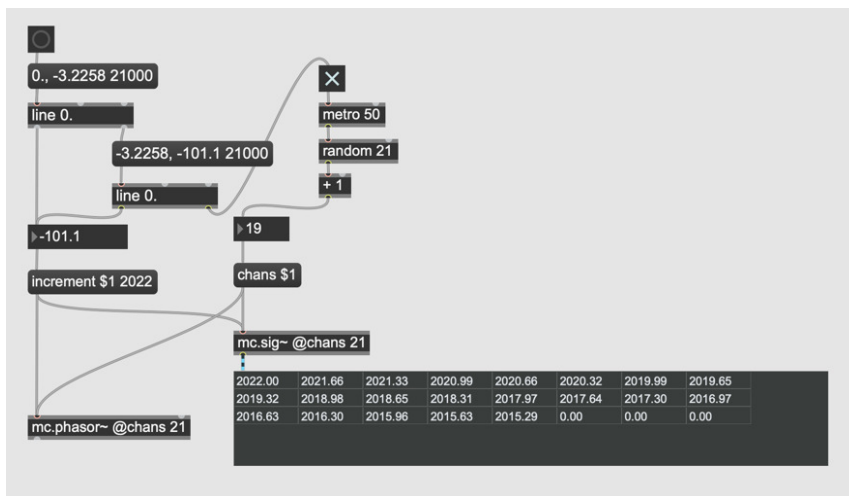 0., -3.2258 21000
line 0.
metro 50
-3.2258, -101.1 21000
random 21
line 0.
+ 1
-101.1
19
increment $1 2022
chans $1
mc.sig~ @chans 21
2022.00 2021.66 2021.33 2020.99 2020.66 2020.32 2019.99 2019.65
2019.32 2018.98 2018.65 2018.31 2017.97 2017.64 2017.30 2016.97
2016.63 2016.30 2015.96 2015.63 2015.29 0.00 0.00 0.00
mc.phasor~ @chans 21